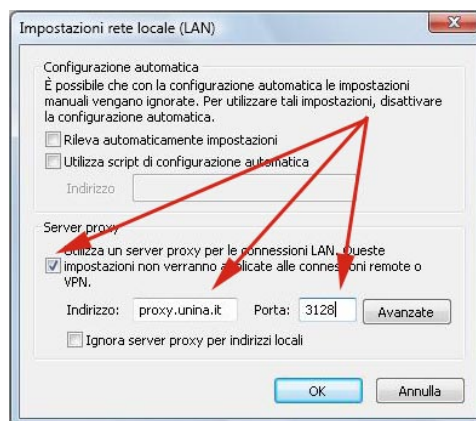 Impostazioni rete locale (LAN)
Configurazione automatica
È possibile che con la configurazione automatica le impostazioni
manuali vengano ignorate. Per utilizzare tali impostazioni, disattivare
la configurazione automatica.
Rileva automaticamente impostazioni
Utilizza script di configurazione automatica
Indirizzo
Server proxy
Utilizza un server proxy per le connessioni LAN. Queste
impostazioni non verranno applicate alle connessioni remote o
VPN.
Indirizzo: proxy.unina.it Porta: 3128 Avanzate
Ignora server proxy per indirizzi locali
OK Annulla